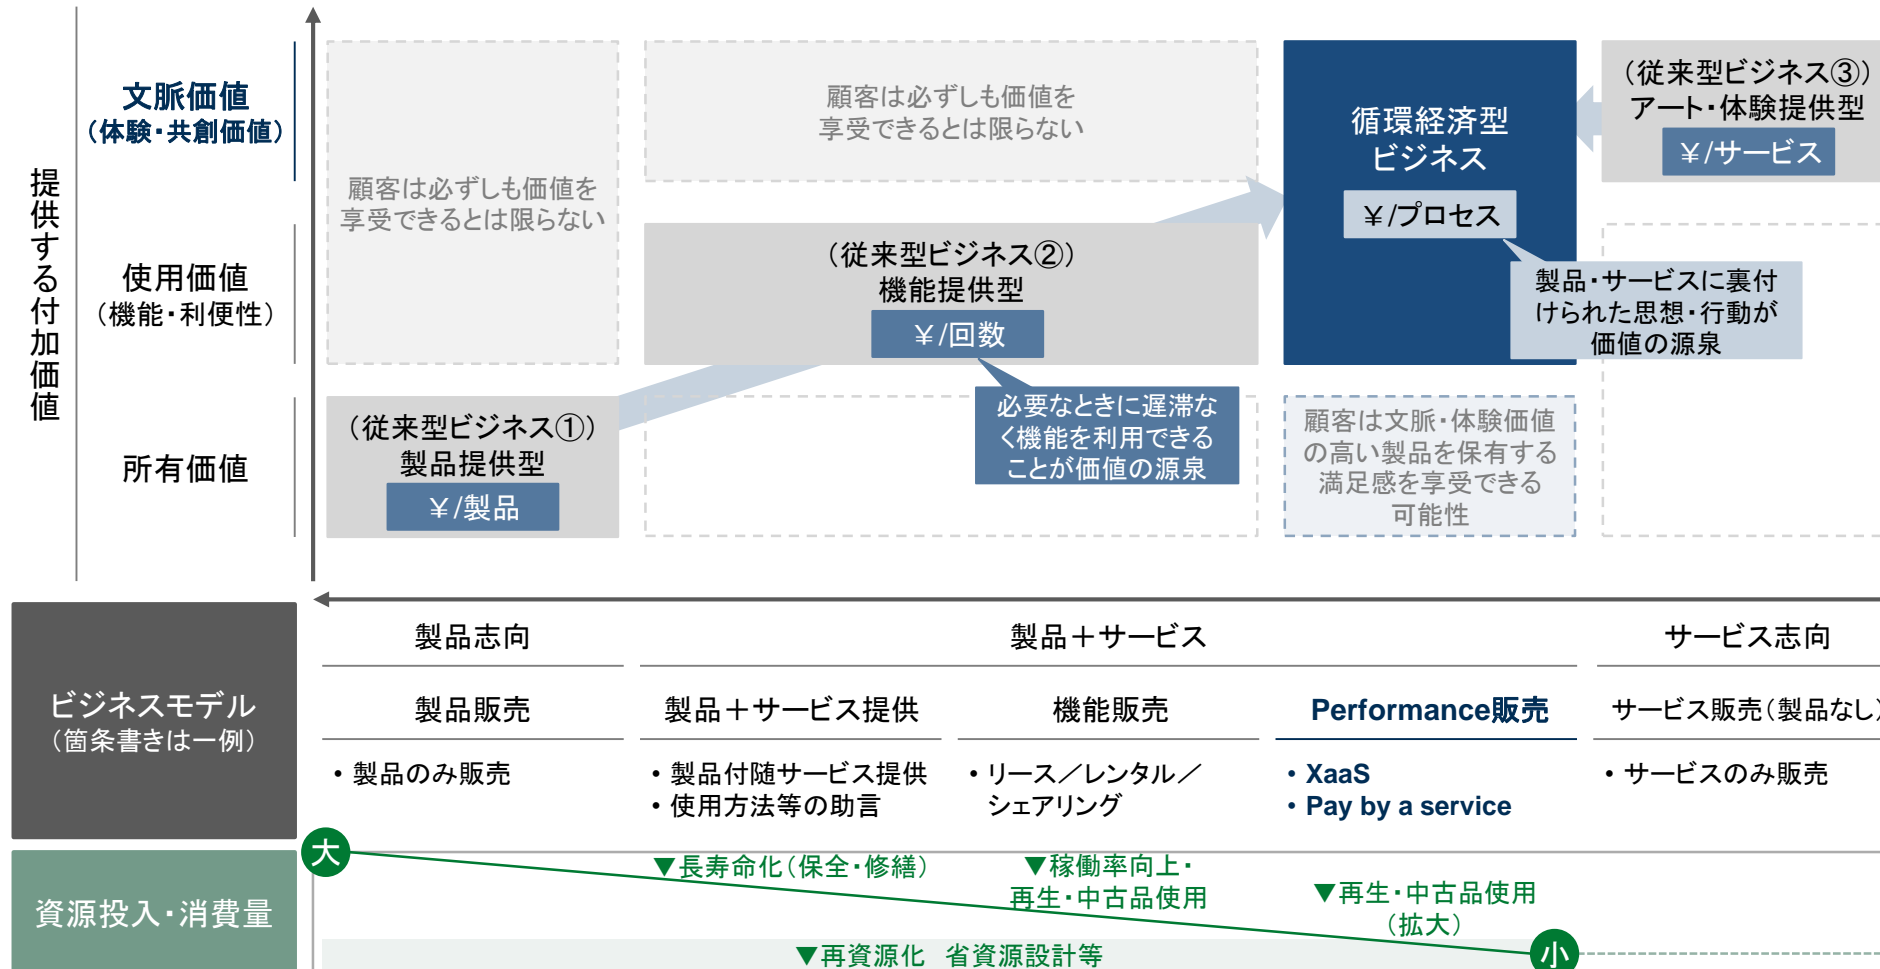 提供する付加価値
文脈価値
（体験・共創価値）
使用価値
（機能・利便性）
所有価値
顧客は必ずしも価値を
享受できるとは限らない
顧客は必ずしも価値を
享受できるとは限らない
循環経済型
ビジネス
¥/プロセス
（従来型ビジネス③）
アート・体験提供型
¥/サービス
（従来型ビジネス②）
機能提供型
¥/回数
製品・サービスに裏付
けられた思想・行動が
価値の源泉
（従来型ビジネス①）
製品提供型
¥/製品
必要なときに遅滞な
く機能を利用できる
ことが価値の源泉
顧客は文脈・体験価値
の高い製品を保有する
満足感を享受できる
可能性
ビジネスモデル
（箇条書きは一例）
製品志向
製品＋サービス
サービス志向
製品販売
製品＋サービス提供
機能販売
Performance販売
サービス販売（製品なし）
・製品のみ販売
・製品付随サービス提供
・使用方法等の助言
・リース／レンタル／
シェアリング
・XaaS
・Pay by a service
・サービスのみ販売
資源投入・消費量
大
▼長寿命化（保全・修繕）
▼稼働率向上・
再生・中古品使用
▼再生・中古品使用
（拡大）
▼再資源化 省資源設計等
小